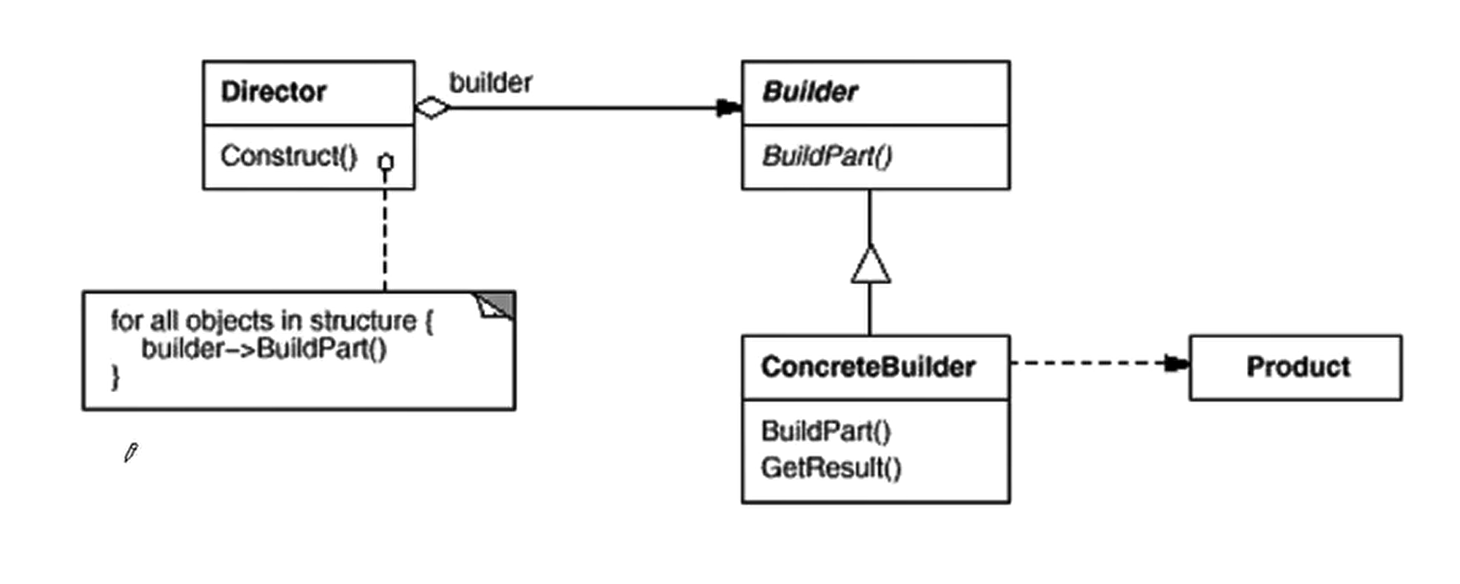 Director
Construct()
builder
Builder
BuildPart()
for all objects in structure {
builder->BuildPart()
}
ConcreteBuilder
BuildPart()
GetResult()
Product